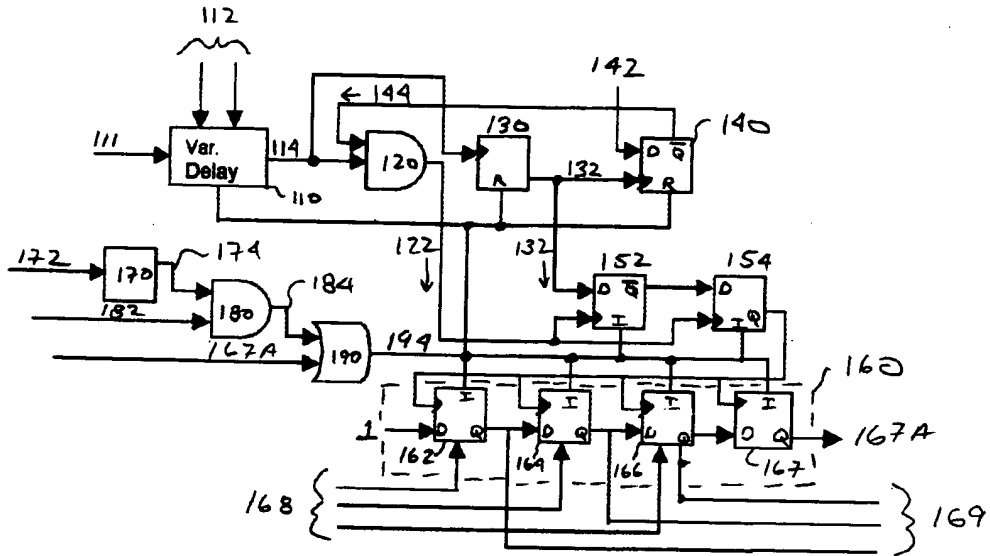 112
142
← 144
111
Var.
Delay
114
120
130
R
132
D Q̅
R
140
110
172
170
174
122
132
152
154
182
180
184
D Q̅
I
D
Q
I
167A
190
194
160
I
I
I
I
1
D Q
D Q
D
Q
D Q
167A
162
164
166
167
168
169